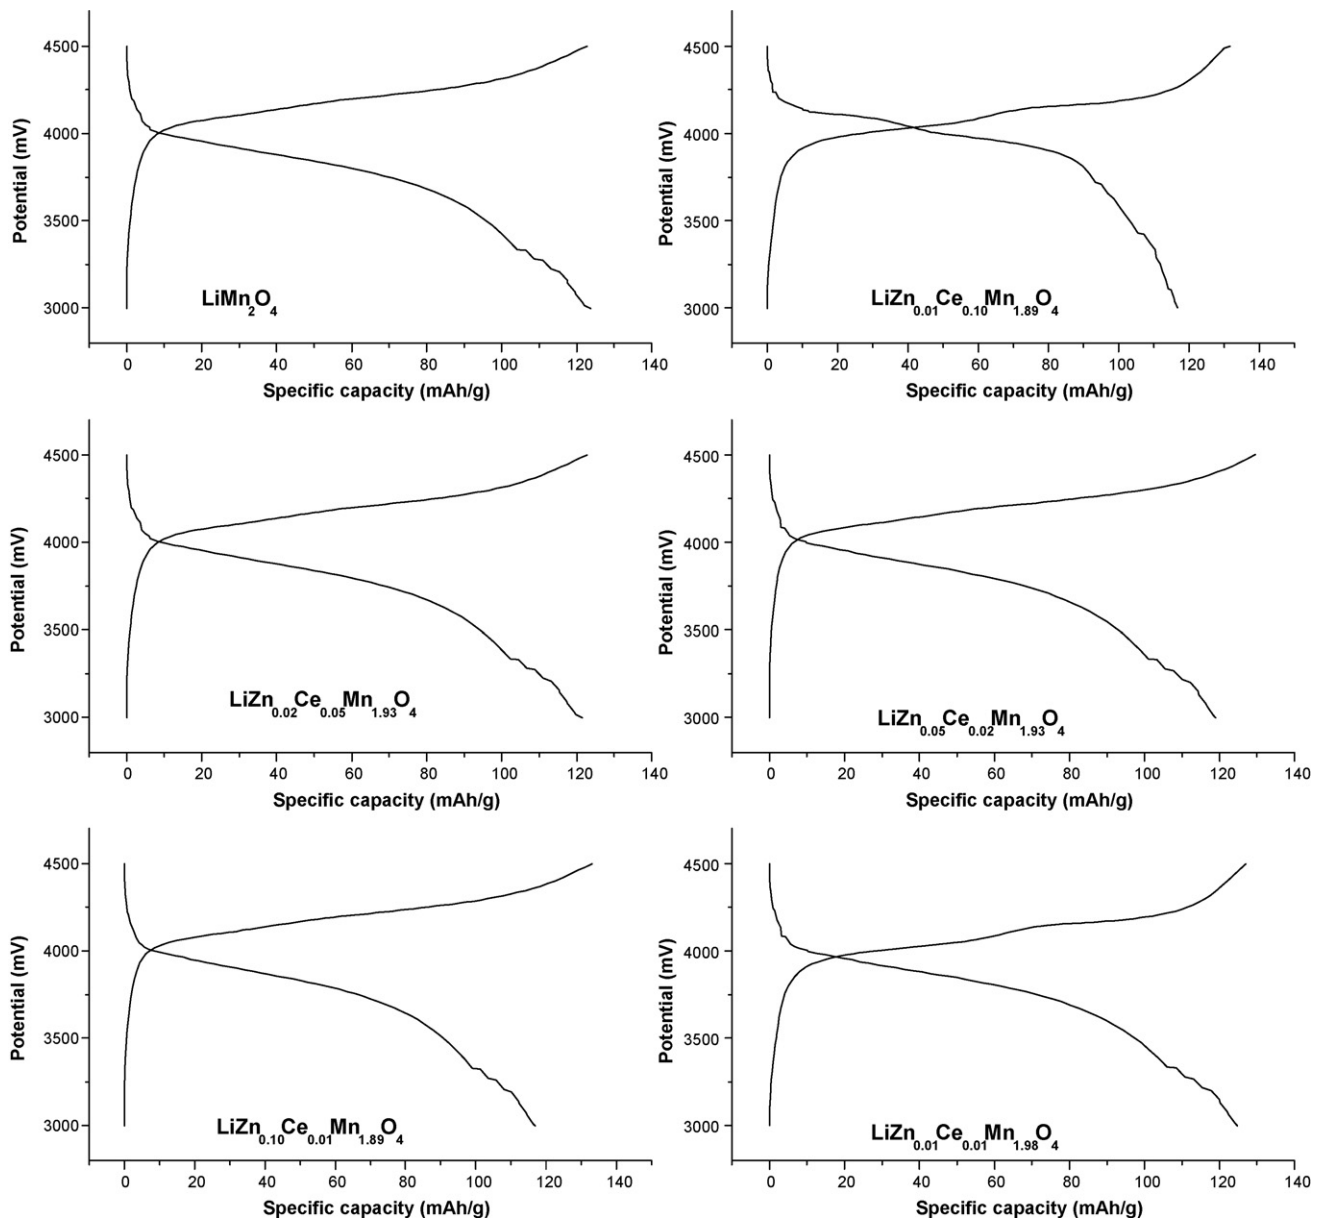 4500
4000
3500
3000
Potential (mV)
LiMn2O4
0 20 40 60 80 100 120 140
Specific capacity (mAh/g)
4500
4000
3500
3000
Potential (mV)
LiZn0.01Ce0.10Mn1.89O4
0 20 40 60 80 100 120 140
Specific capacity (mAh/g)
4500
4000
3500
3000
Potential (mV)
LiZn0.02Ce0.05Mn1.93O4
0 20 40 60 80 100 120 140
Specific capacity (mAh/g)
4500
4000
3500
3000
Potential (mV)
LiZn0.05Ce0.02Mn1.93O4
0 20 40 60 80 100 120 140
Specific capacity (mAh/g)
4500
4000
3500
3000
Potential (mV)
LiZn0.10Ce0.01Mn1.89O4
0 20 40 60 80 100 120 140
Specific capacity (mAh/g)
4500
4000
3500
3000
Potential (mV)
LiZn0.01Ce0.01Mn1.98O4
0 20 40 60 80 100 120 140
Specific capacity (mAh/g)